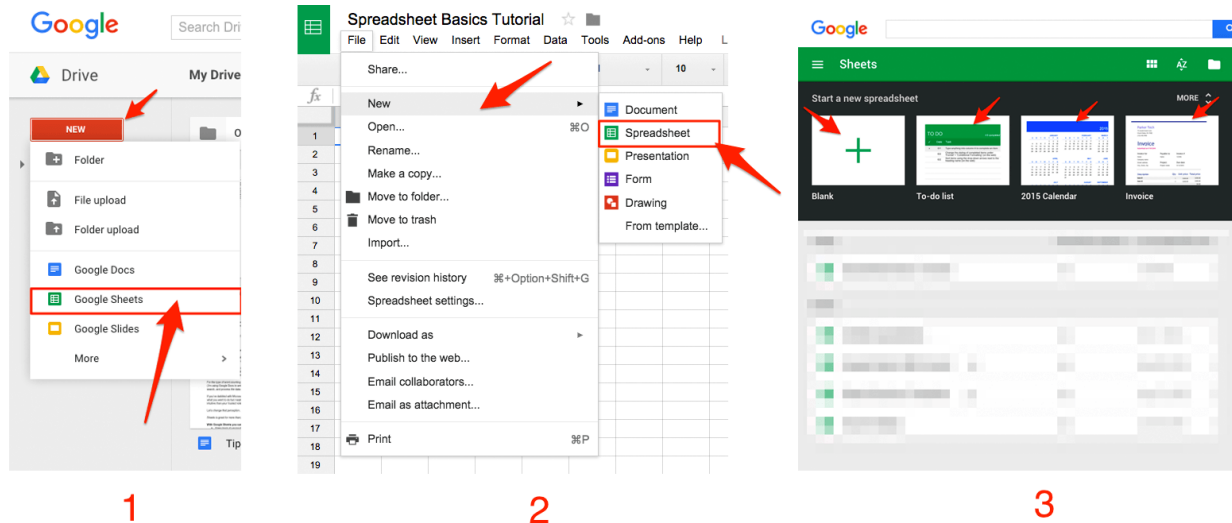 Google
Search Dri
Drive
My Drive
NEW
Folder
File upload
Folder upload
Google Docs
Google Sheets
Google Slides
More
Tip
1
Spreadsheet Basics Tutorial
File Edit View Insert Format Data Tools Add-ons Help L
10
fx
Share...
New
Open... ⌘O
Rename...
Make a copy...
Move to folder...
Move to trash
Import...
See revision history ⌘+Option+Shift+G
Spreadsheet settings...
Download as
Publish to the web...
Email collaborators...
Email as attachment...
Print ⌘P
Document
Spreadsheet
Presentation
Form
Drawing
From template...
1
2
3
4
5
6
7
8
9
10
11
12
13
14
15
16
17
18
19
2
Google
Sheets
AZ
Start a new spreadsheet
MORE
TO DO
2015
Invoice
Blank
To-do list
2015 Calendar
Invoice
3